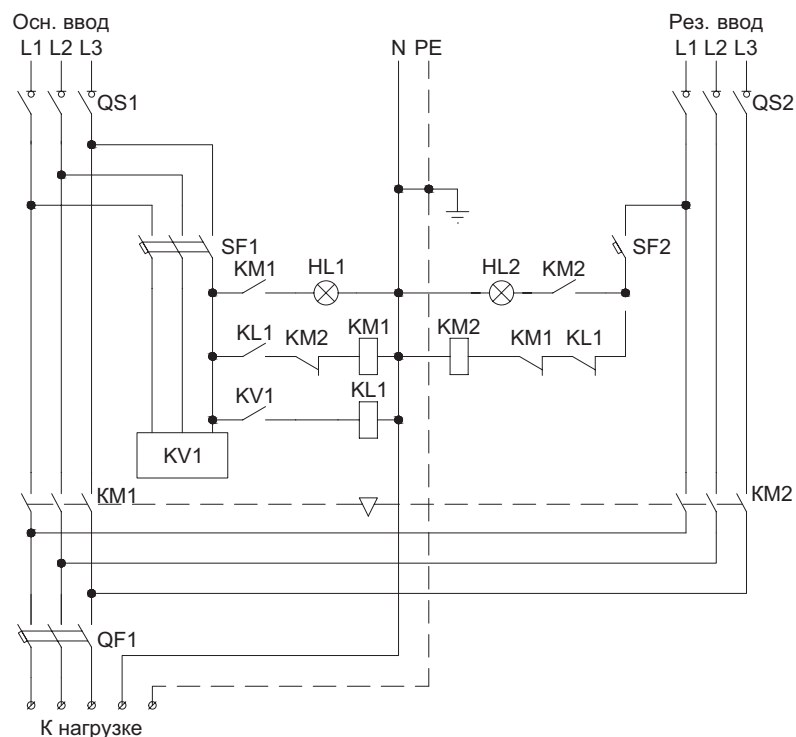 Осн. ввод
Рез. ввод
L1 L2 L3
N PE
L1 L2 L3
QS1
QS2
SF1
SF2
KM1
HL1
HL2
KM2
KL1
KM2
KM1
KM2
KM1
KL1
KV1
KL1
KV1
KM1
KM2
QF1
К нагрузке